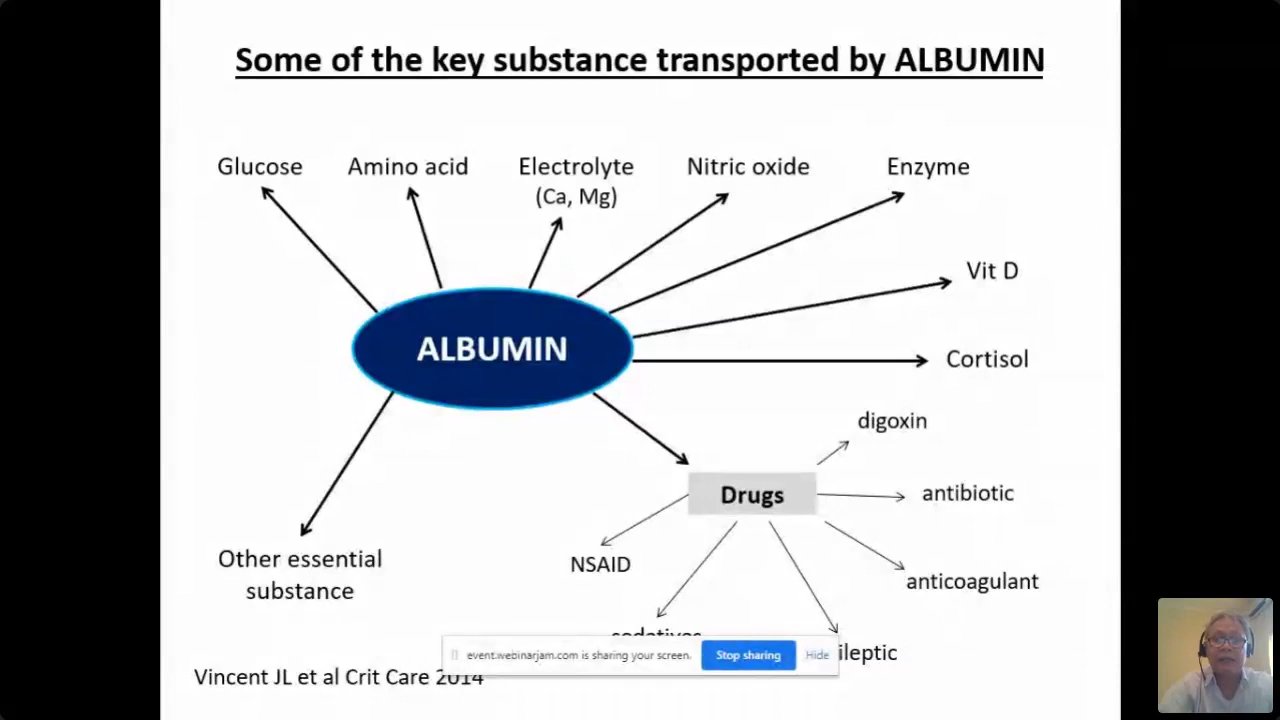 Some of the key substance transported by ALBUMIN
Glucose
Amino acid
Electrolyte
(Ca, Mg)
Nitric oxide
Enzyme
Vit D
ALBUMIN
Cortisol
digoxin
Drugs
antibiotic
NSAID
anticoagulant
Other essential
substance
sedatives
ileptic
event.webinarjam.com is sharing your screen.
Stop sharing
Hide
Vincent JL et al Crit Care 2014